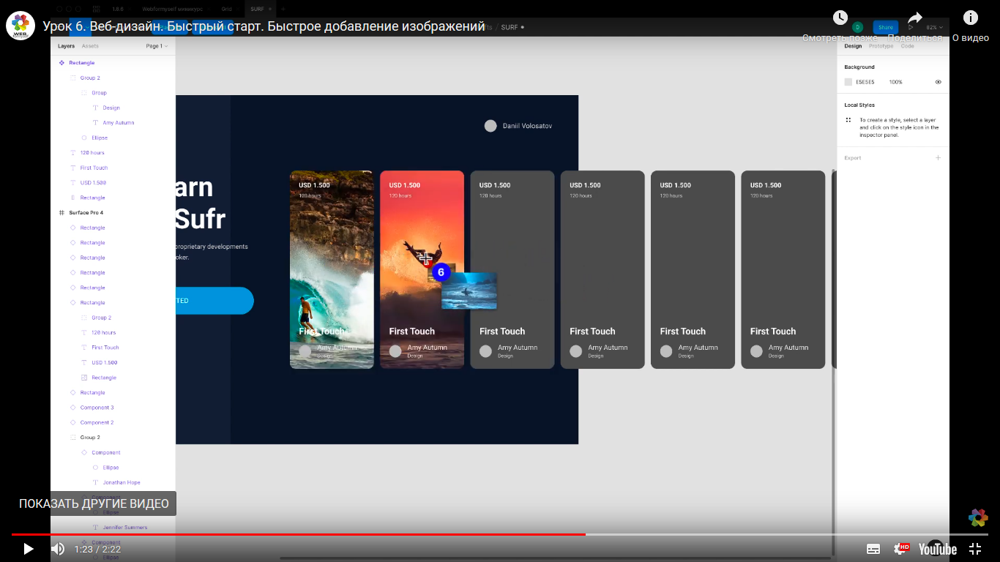 1.8.6
Webformyself миникурс
Grid
SURF
+
Урок 6. Веб-дизайн. Быстрый старт. Быстрое добавление изображений
/ SURF
D
Share
92%
Смотреть позже
Поделиться
О видео
Layers
Assets
Page 1
Design
Prototype
Code
Rectangle
Group 2
Group
Design
Amy Autumn
Ellipse
120 hours
First Touch
USD 1.500
Rectangle
Surface Pro 4
Rectangle
Rectangle
Rectangle
Rectangle
Rectangle
Rectangle
Group 2
120 hours
First Touch
USD 1.500
Rectangle
Rectangle
Component 3
Component 2
Group 2
Component
Ellipse
Jonathan Hope
Component
Ellipse
Jennifer Summers
Component
Ellipse
Daniil Volosatov
arn
Sufr
proprietary developments
oker.
TED
USD 1.500
120 hours
First Touch
Amy Autumn
Design
USD 1.500
120 hours
6
First Touch
Amy Autumn
Design
USD 1.500
120 hours
First Touch
Amy Autumn
Design
USD 1.500
120 hours
First Touch
Amy Autumn
Design
USD 1.500
120 hours
First Touch
Amy Autumn
Design
USD 1.500
120 hours
First Touch
Amy Autumn
Design
Background
E5E5E5
100%
Local Styles
To create a style, select a layer
and click on the style icon in the
inspector panel.
Export
ПОКАЗАТЬ ДРУГИЕ ВИДЕО
1:23 / 2:22
HD
YouTube